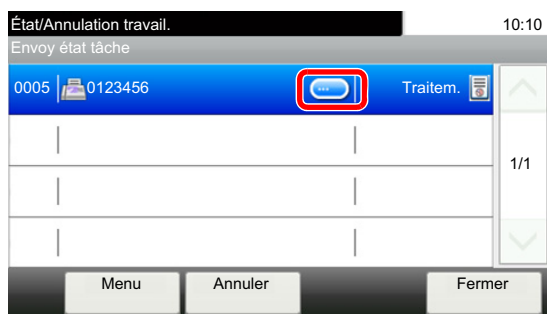 État/Annulation travail. 10:10
Envoy état tâche
0005 0123456 ... Traitem.
1/1
Menu Annuler Fermer